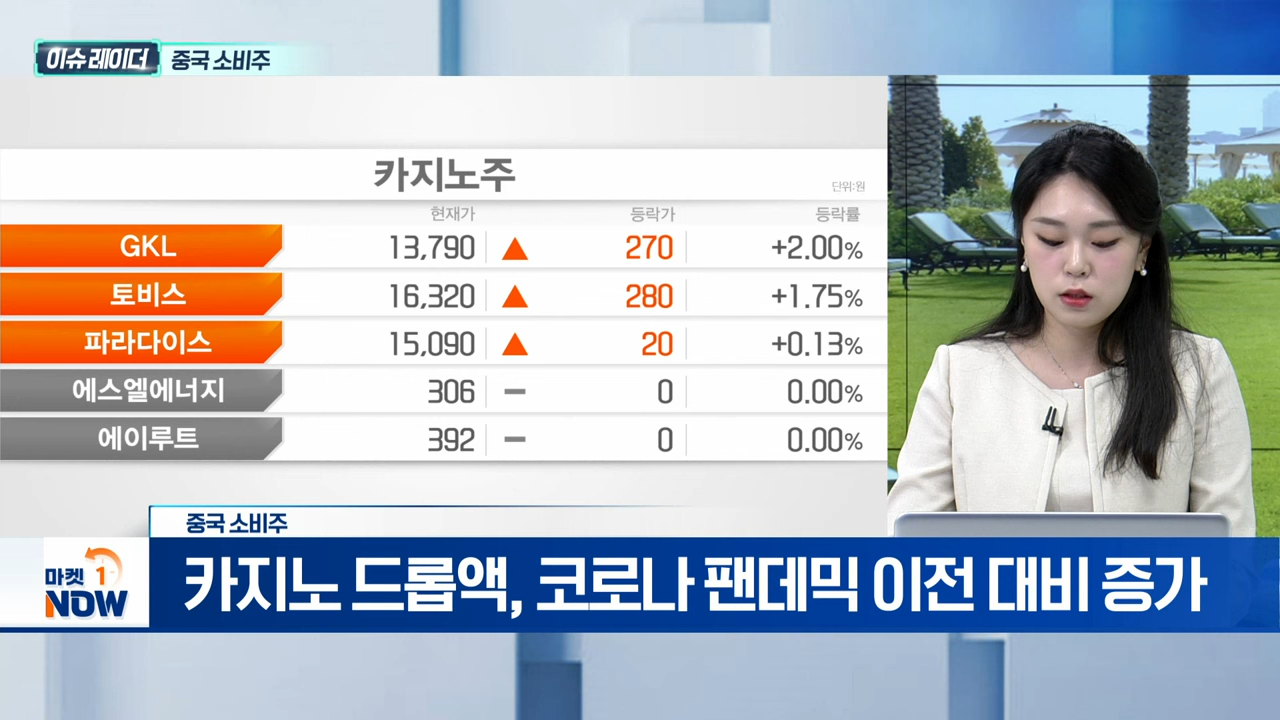 이슈 레이더 중국 소비주
카지노주
단위:원
현재가 등락가 등락률
GKL 13,790 ▲ 270 +2.00%
토비스 16,320 ▲ 280 +1.75%
파라다이스 15,090 ▲ 20 +0.13%
에스엘에너지 306 － 0 0.00%
에이루트 392 － 0 0.00%
중국 소비주
마켓 1 NOW
카지노 드롭액, 코로나 팬데믹 이전 대비 증가